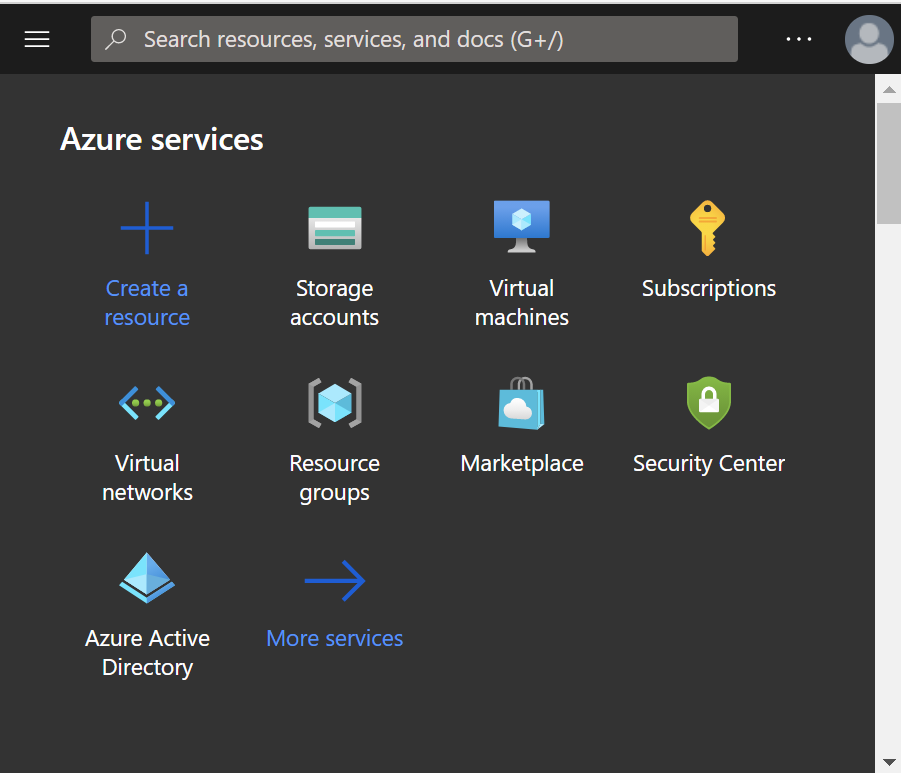 Search resources, services, and docs (G+/)
Azure services
Create a
resource
Storage
accounts
Virtual
machines
Subscriptions
Virtual
networks
Resource
groups
Marketplace
Security Center
Azure Active
Directory
More services